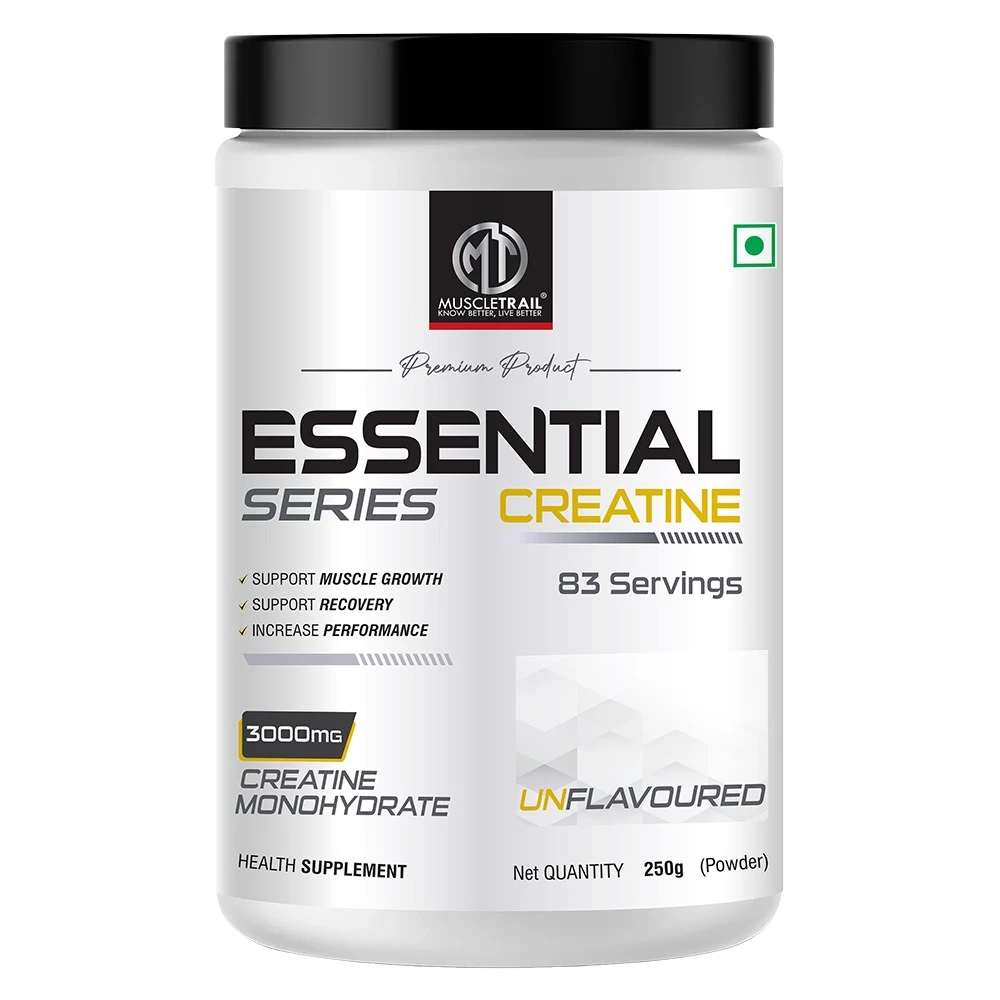 MT
MUSCLETRAIL®
KNOW BETTER, LIVE BETTER
Premium Product
ESSENTIAL
SERIES CREATINE
83 Servings
✓ SUPPORT MUSCLE GROWTH
✓ SUPPORT RECOVERY
✓ INCREASE PERFORMANCE
3000MG
CREATINE
MONOHYDRATE
UNFLAVOURED
HEALTH SUPPLEMENT
Net QUANTITY 250g (Powder)